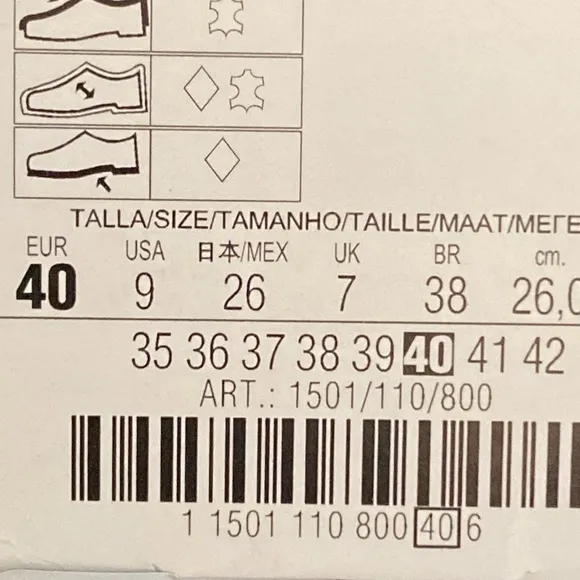 TALLA/SIZE/TAMANHO/TAILLE/MAAT/ΜΕΓΕ
EUR USA 日本/MEX UK BR cm.
40 9 26 7 38 26,0
35 36 37 38 39 40 41 42
ART.: 1501/110/800
1 1501 110 800 40 6